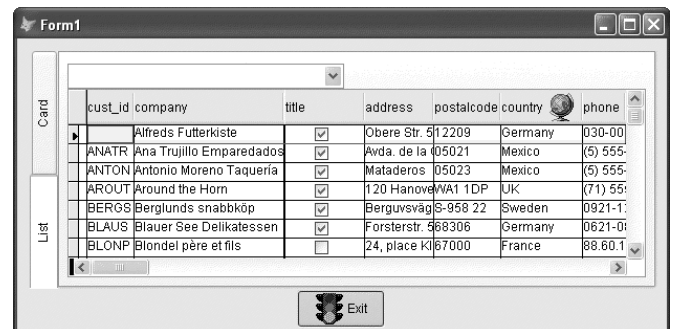 Form1
Card
List
cust_id company title address postalcode country phone
Alfreds Futterkiste Obere Str. 5 12209 Germany 030-00
ANATR Ana Trujillo Emparedados Avda. de la 05021 Mexico (5) 555-
ANTON Antonio Moreno Taquería Mataderos 05023 Mexico (5) 555-
AROUT Around the Horn 120 Hanove WA1 1DP UK (71) 55
BERGS Berglunds snabbköp Berguvsväg S-958 22 Sweden 0921-1
BLAUS Blauer See Delikatessen Forsterstr. 5 68306 Germany 0621-0
BLONP Blondel père et fils 24, place Kl 67000 France 88.60.1
Exit